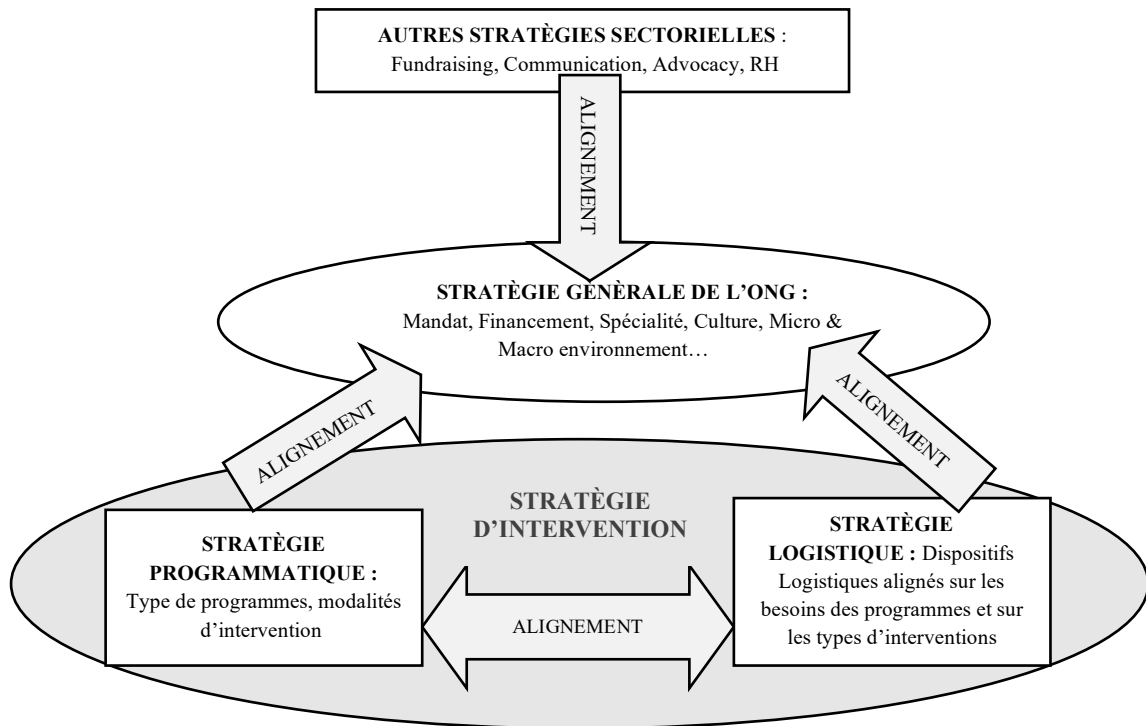 AUTRES STRATÈGIES SECTORIELLES :
Fundraising, Communication, Advocacy, RH
ALIGNEMENT
STRATÈGIE GÈNÈRALE DE L’ONG :
Mandat, Financement, Spécialité, Culture, Micro &
Macro environnement…
ALIGNEMENT
ALIGNEMENT
STRATÈGIE
D’INTERVENTION
STRATÈGIE
PROGRAMMATIQUE :
Type de programmes, modalités
d’intervention
ALIGNEMENT
STRATÈGIE
LOGISTIQUE : Dispositifs
Logistiques alignés sur les
besoins des programmes et sur
les types d’interventions